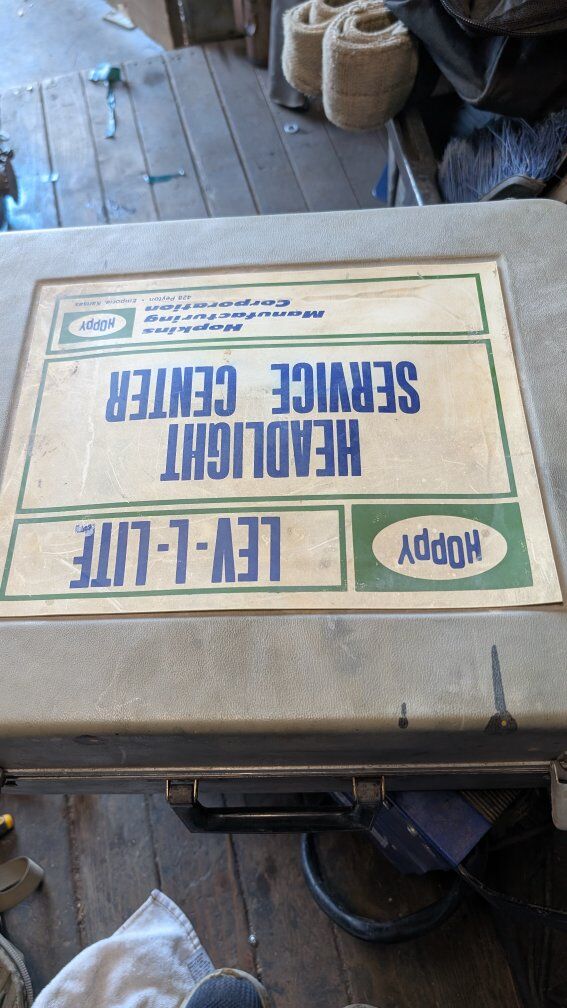 HOPPY
LEV-L-LITE
HEADLIGHT
SERVICE CENTER
Hopkins
Manufacturing
Corporation
428 Peyton • Emporia, Kansas
HOPPY